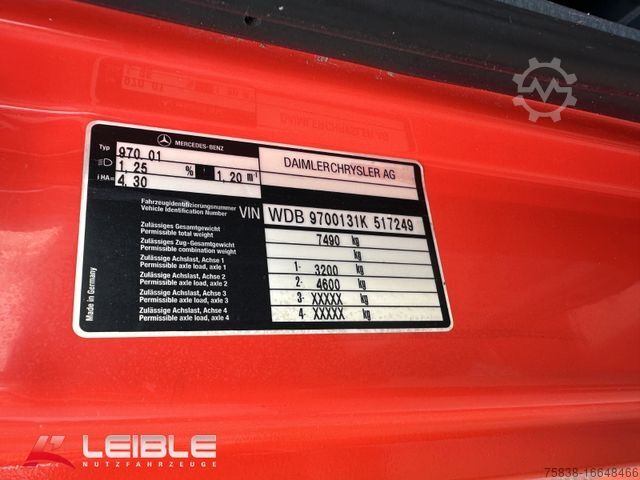 MERCEDES-BENZ
DAIMLERCHRYSLER AG
Typ 970 01
1.25 % 1.20 m
iHA= 4.30
Fahrzeugidentifizierungsnummer
Vehicle Identification Number VIN WDB 9700131K 517249
Zulässiges Gesamtgewicht
Permissible total weight 7490 kg
Zulässiges Zug-Gesamtgewicht
Permissible combination weight kg
Zulässige Achslast, Achse 1
Permissible axle load, axle 1 1- 3200 kg
Zulässige Achslast, Achse 2
Permissible axle load, axle 2 2- 4600 kg
Zulässige Achslast, Achse 3
Permissible axle load, axle 3 3- XXXXX kg
Zulässige Achslast, Achse 4
Permissible axle load, axle 4 4- XXXXX kg
Made in Germany
LEIBLE
NUTZFAHRZEUGE
75838-16648466